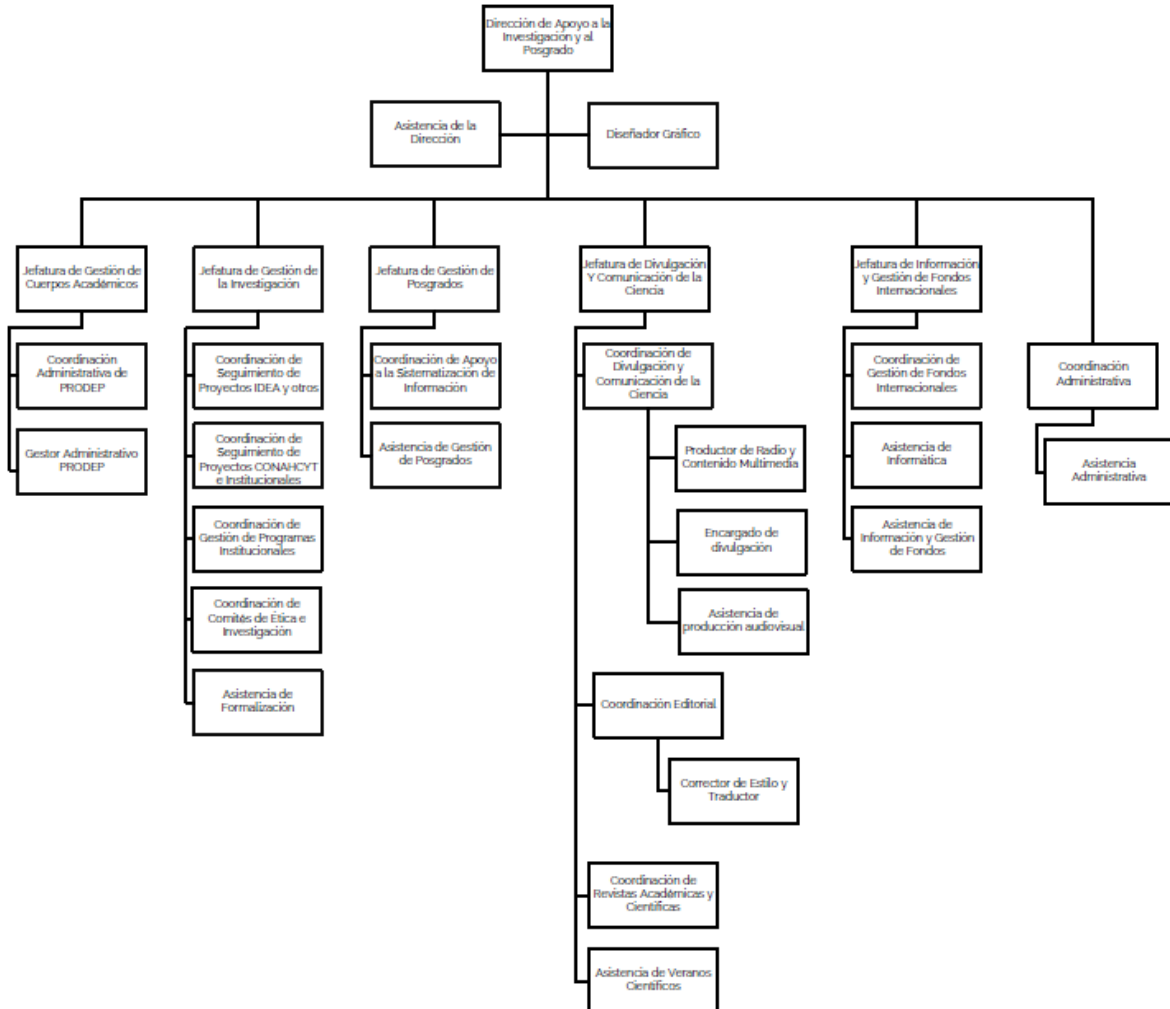 Dirección de Apoyo a la
Investigación y al
Posgrado
Asistencia de la
Dirección
Diseñador Gráfico
Jefatura de Gestión de
Cuerpos Académicos
Jefatura de Gestión de
la Investigación
Jefatura de Gestión de
Posgrados
Jefatura de Divulgación
Y Comunicación de la
Ciencia
Jefatura de Información
y Gestión de Fondos
Internacionales
Coordinación
Administrativa de
PRODEP
Gestor Administrativo
PRODEP
Coordinación de
Seguimiento de
Proyectos IDEA y otros
Coordinación de
Seguimiento de
Proyectos CONAHCYT
e Institucionales
Coordinación de
Gestión de Programas
Institucionales
Coordinación de
Comités de Ética e
Investigación
Asistencia de
Formalización
Coordinación de Apoyo
a la Sistematización de
Información
Asistencia de Gestión
de Posgrados
Coordinación de
Divulgación y
Comunicación de la
Ciencia
Productor de Radio y
Contenido Multimedia
Encargado de
divulgación
Asistencia de
producción audiovisual
Coordinación Editorial
Corrector de Estilo y
Traductor
Coordinación de
Revistas Académicas y
Científicas
Asistencia de Veranos
Científicos
Coordinación de
Gestión de Fondos
Internacionales
Asistencia de
Informática
Asistencia de
Información y Gestión
de Fondos
Coordinación
Administrativa
Asistencia
Administrativa